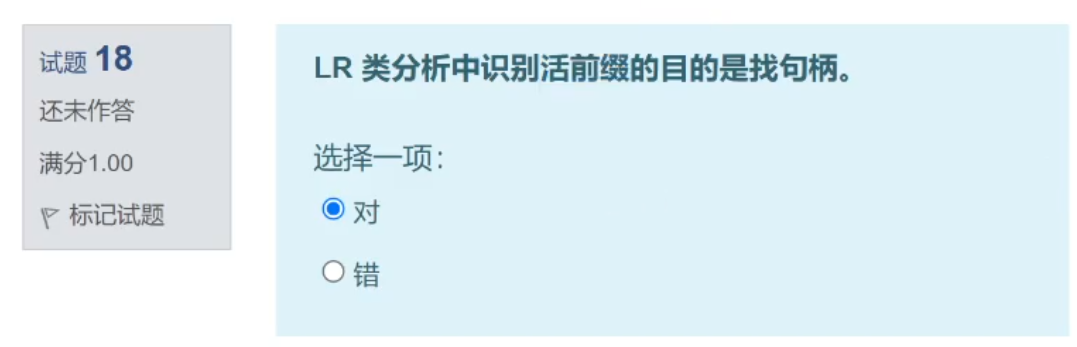 试题 18
还未作答
满分1.00
标记试题
LR 类分析中识别活前缀的目的是找句柄。
选择一项：
对
错